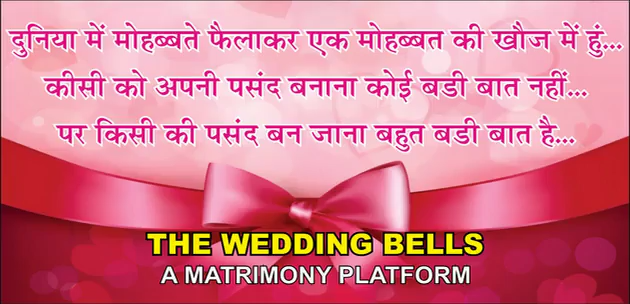 दुनिया में मोहब्बते फैलाकर एक मोहब्बत की खौज में हुं...
कीसी को अपनी पसंद बनाना कोई बडी बात नहीं...
पर किसी की पसंद बन जाना बहुत बडी बात है...
THE WEDDING BELLS
A MATRIMONY PLATFORM